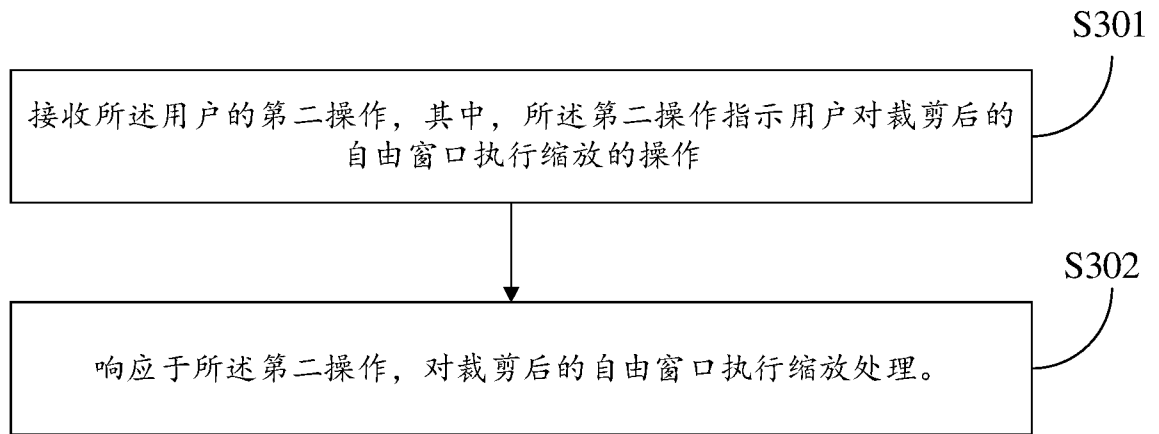 S301
接收所述用户的第二操作，其中，所述第二操作指示用户对裁剪后的
自由窗口执行缩放的操作
S302
响应于所述第二操作，对裁剪后的自由窗口执行缩放处理。